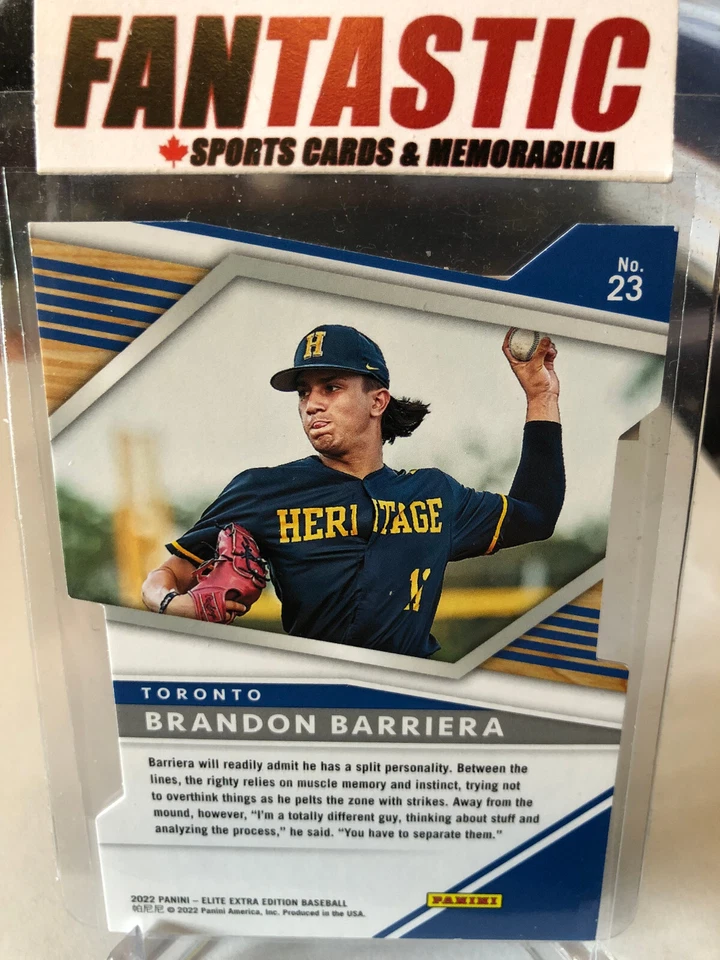 FANTASTIC
SPORTS CARDS & MEMORABILIA
No.
23
H
HERITAGE
TORONTO
BRANDON BARRIERA
Barriera will readily admit he has a split personality. Between the
lines, the righty relies on muscle memory and instinct, trying not
to overthink things as he pelts the zone with strikes. Away from the
mound, however, “I'm a totally different guy, thinking about stuff and
analyzing the process,” he said. “You have to separate them.”
2022 PANINI – ELITE EXTRA EDITION BASEBALL
帕尼尼 © 2022 Panini America, Inc. Produced in the USA.
PANINI